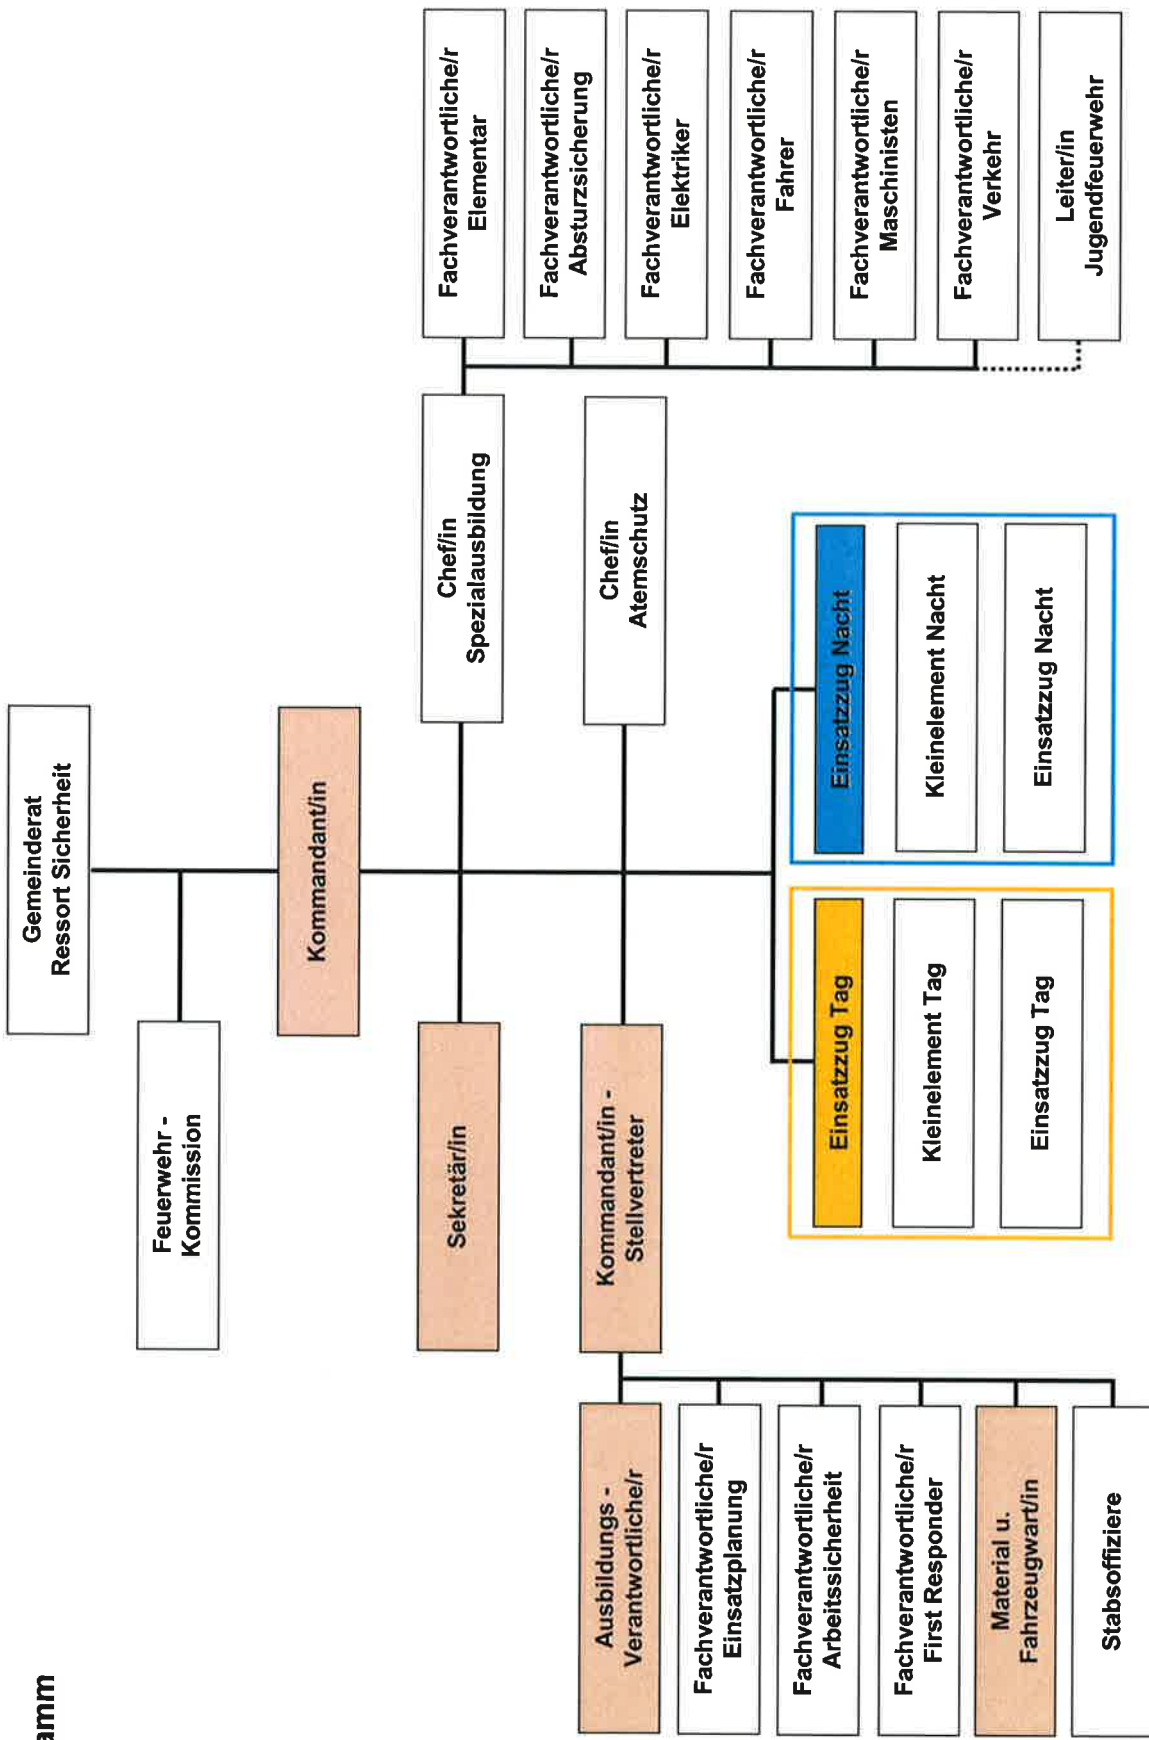 amm
Gemeinderat
Ressort Sicherheit
Feuerwehr -
Kommission
Kommandant/in
Sekretär/in
Chef/in
Spezialausbildung
Kommandant/in -
Stellvertreter
Chef/in
Atemschutz
Ausbildungs -
Verantwortliche/r
Fachverantwortliche/r
Einsatzplanung
Fachverantwortliche/r
Arbeitssicherheit
Fachverantwortliche/r
First Responder
Material u.
Fahrzeugwart/in
Stabsoffiziere
Einsatzzug Tag
Kleinelement Tag
Einsatzzug Tag
Einsatzzug Nacht
Kleinelement Nacht
Einsatzzug Nacht
Fachverantwortliche/r
Elementar
Fachverantwortliche/r
Absturzsicherung
Fachverantwortliche/r
Elektriker
Fachverantwortliche/r
Fahrer
Fachverantwortliche/r
Maschinisten
Fachverantwortliche/r
Verkehr
Leiter/in
Jugendfeuerwehr